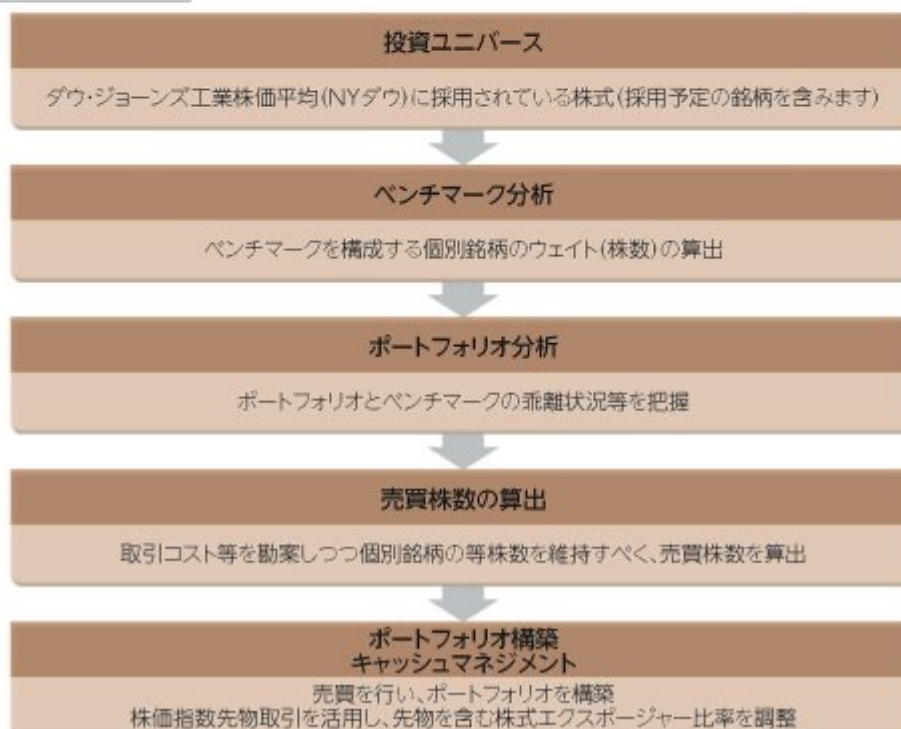 投資ユニバース
ダウ・ジョーンズ工業株価平均(NYダウ)に採用されている株式(採用予定の銘柄を含みます)
ベンチマーク分析
ベンチマークを構成する個別銘柄のウェイト(株数)の算出
ポートフォリオ分析
ポートフォリオとベンチマークの乖離状況等を把握
売買株数の算出
取引コスト等を勘案しつつ個別銘柄の等株数を維持すべく、売買株数を算出
ポートフォリオ構築
キャッシュマネジメント
売買を行い、ポートフォリオを構築
株価指数先物取引を活用し、先物を含む株式エクスポージャー比率を調整